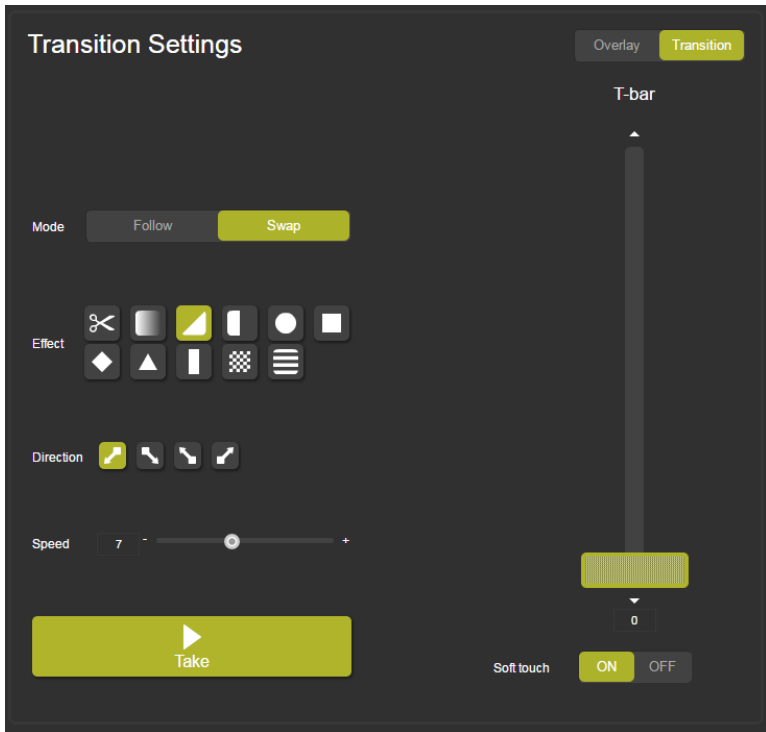 Transition Settings
Overlay
Transition
T-bar
Mode
Follow
Swap
Effect
Direction
Speed
7
-
+
Take
0
Soft touch
ON
OFF